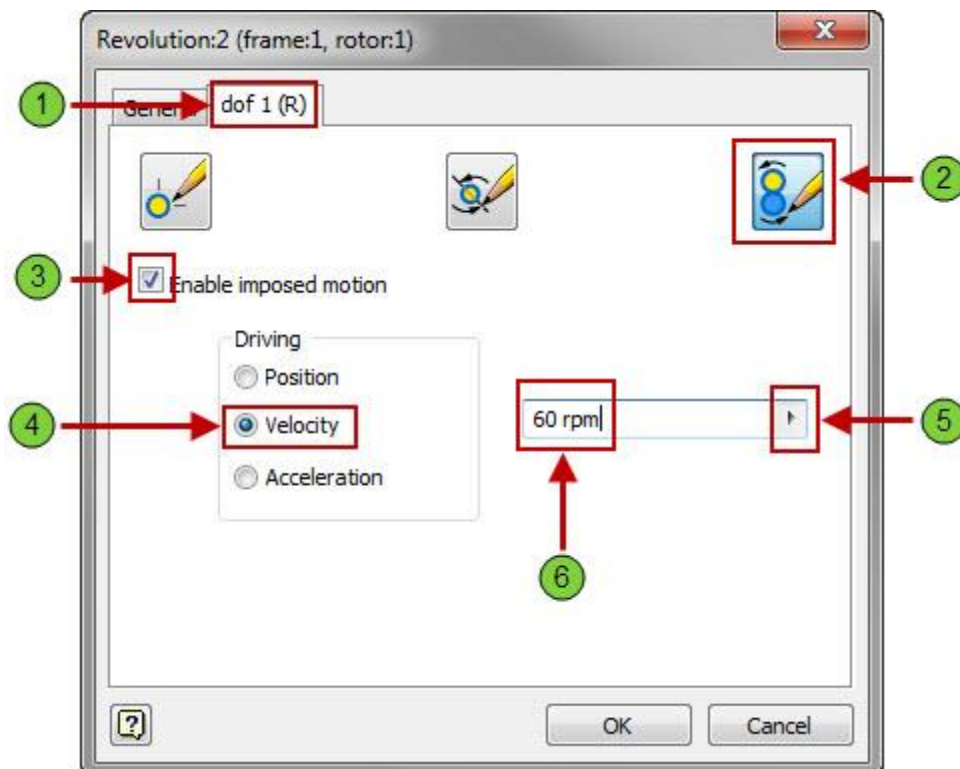 Revolution:2 (frame:1, rotor:1)
1
General
dof 1 (R)
2
3
Enable imposed motion
Driving
Position
4
Velocity
60 rpm
5
Acceleration
6
OK
Cancel